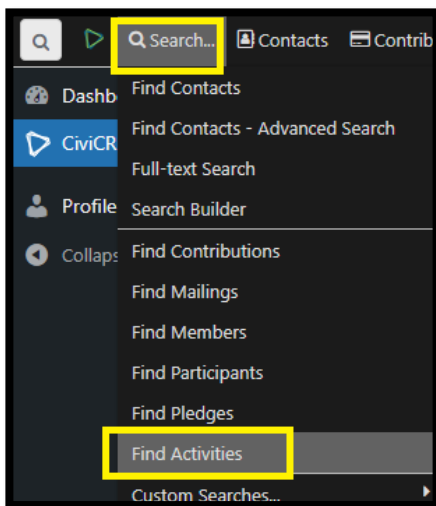 Search... Contacts Contrib
Dashb
CiviCR
Profile
Collaps
Find Contacts
Find Contacts - Advanced Search
Full-text Search
Search Builder
Find Contributions
Find Mailings
Find Members
Find Participants
Find Pledges
Find Activities
Custom Searches...